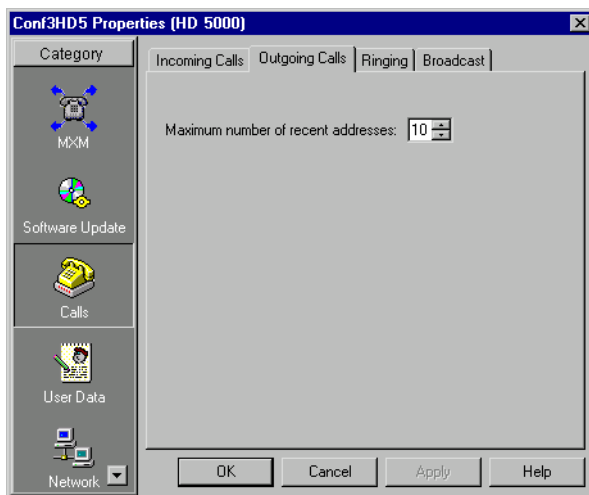 Conf3HD5 Properties (HD 5000)
Category
Incoming Calls Outgoing Calls Ringing Broadcast
Maximum number of recent addresses: 10
MXM
Software Update
Calls
User Data
Network
OK Cancel Apply Help